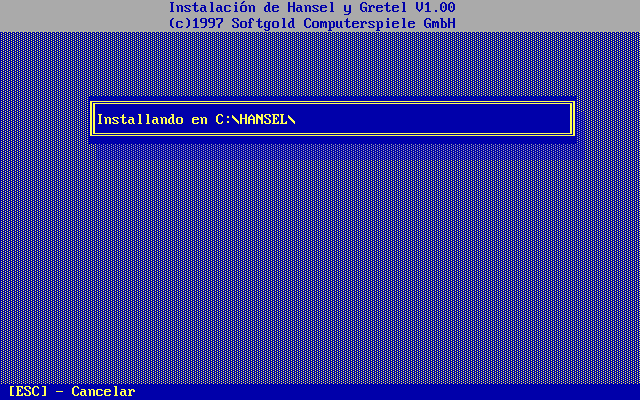 Instalación de Hansel y Gretel V1.00
(c)1997 Softgold Computerspiele GmbH
Installando en C:\HANSEL\
[ESC] - Cancelar